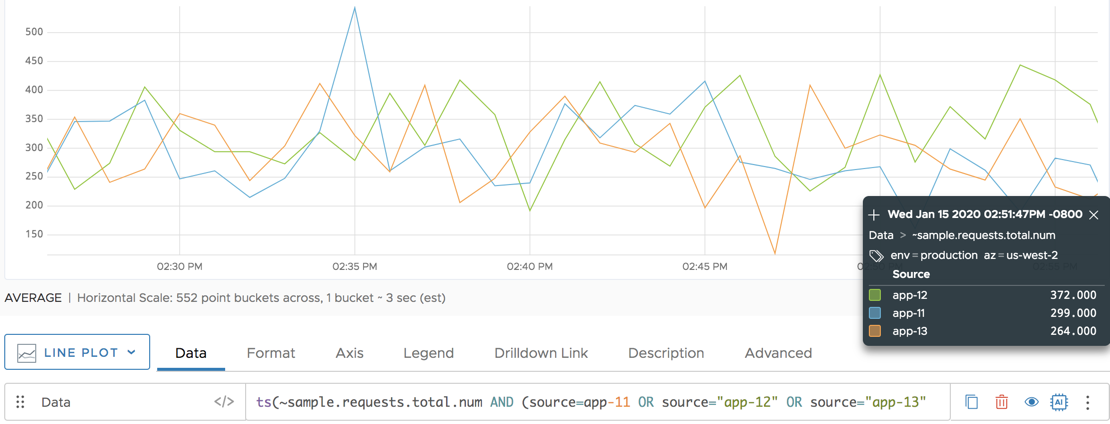 500
450
400
350
300
250
200
150
02:30 PM
02:35 PM
02:40 PM
02:45 PM
Wed Jan 15 2020 02:51:47PM -0800
Data > ~sample.requests.total.num
env = production az = us-west-2
Source
app-12 372.000
app-11 299.000
app-13 264.000
AVERAGE | Horizontal Scale: 552 point buckets across, 1 bucket ~ 3 sec (est)
LINE PLOT
Data
Format
Axis
Legend
Drilldown Link
Description
Advanced
Data </> ts(~sample.requests.total.num AND (source=app-11 OR source="app-12" OR source="app-13"
AI